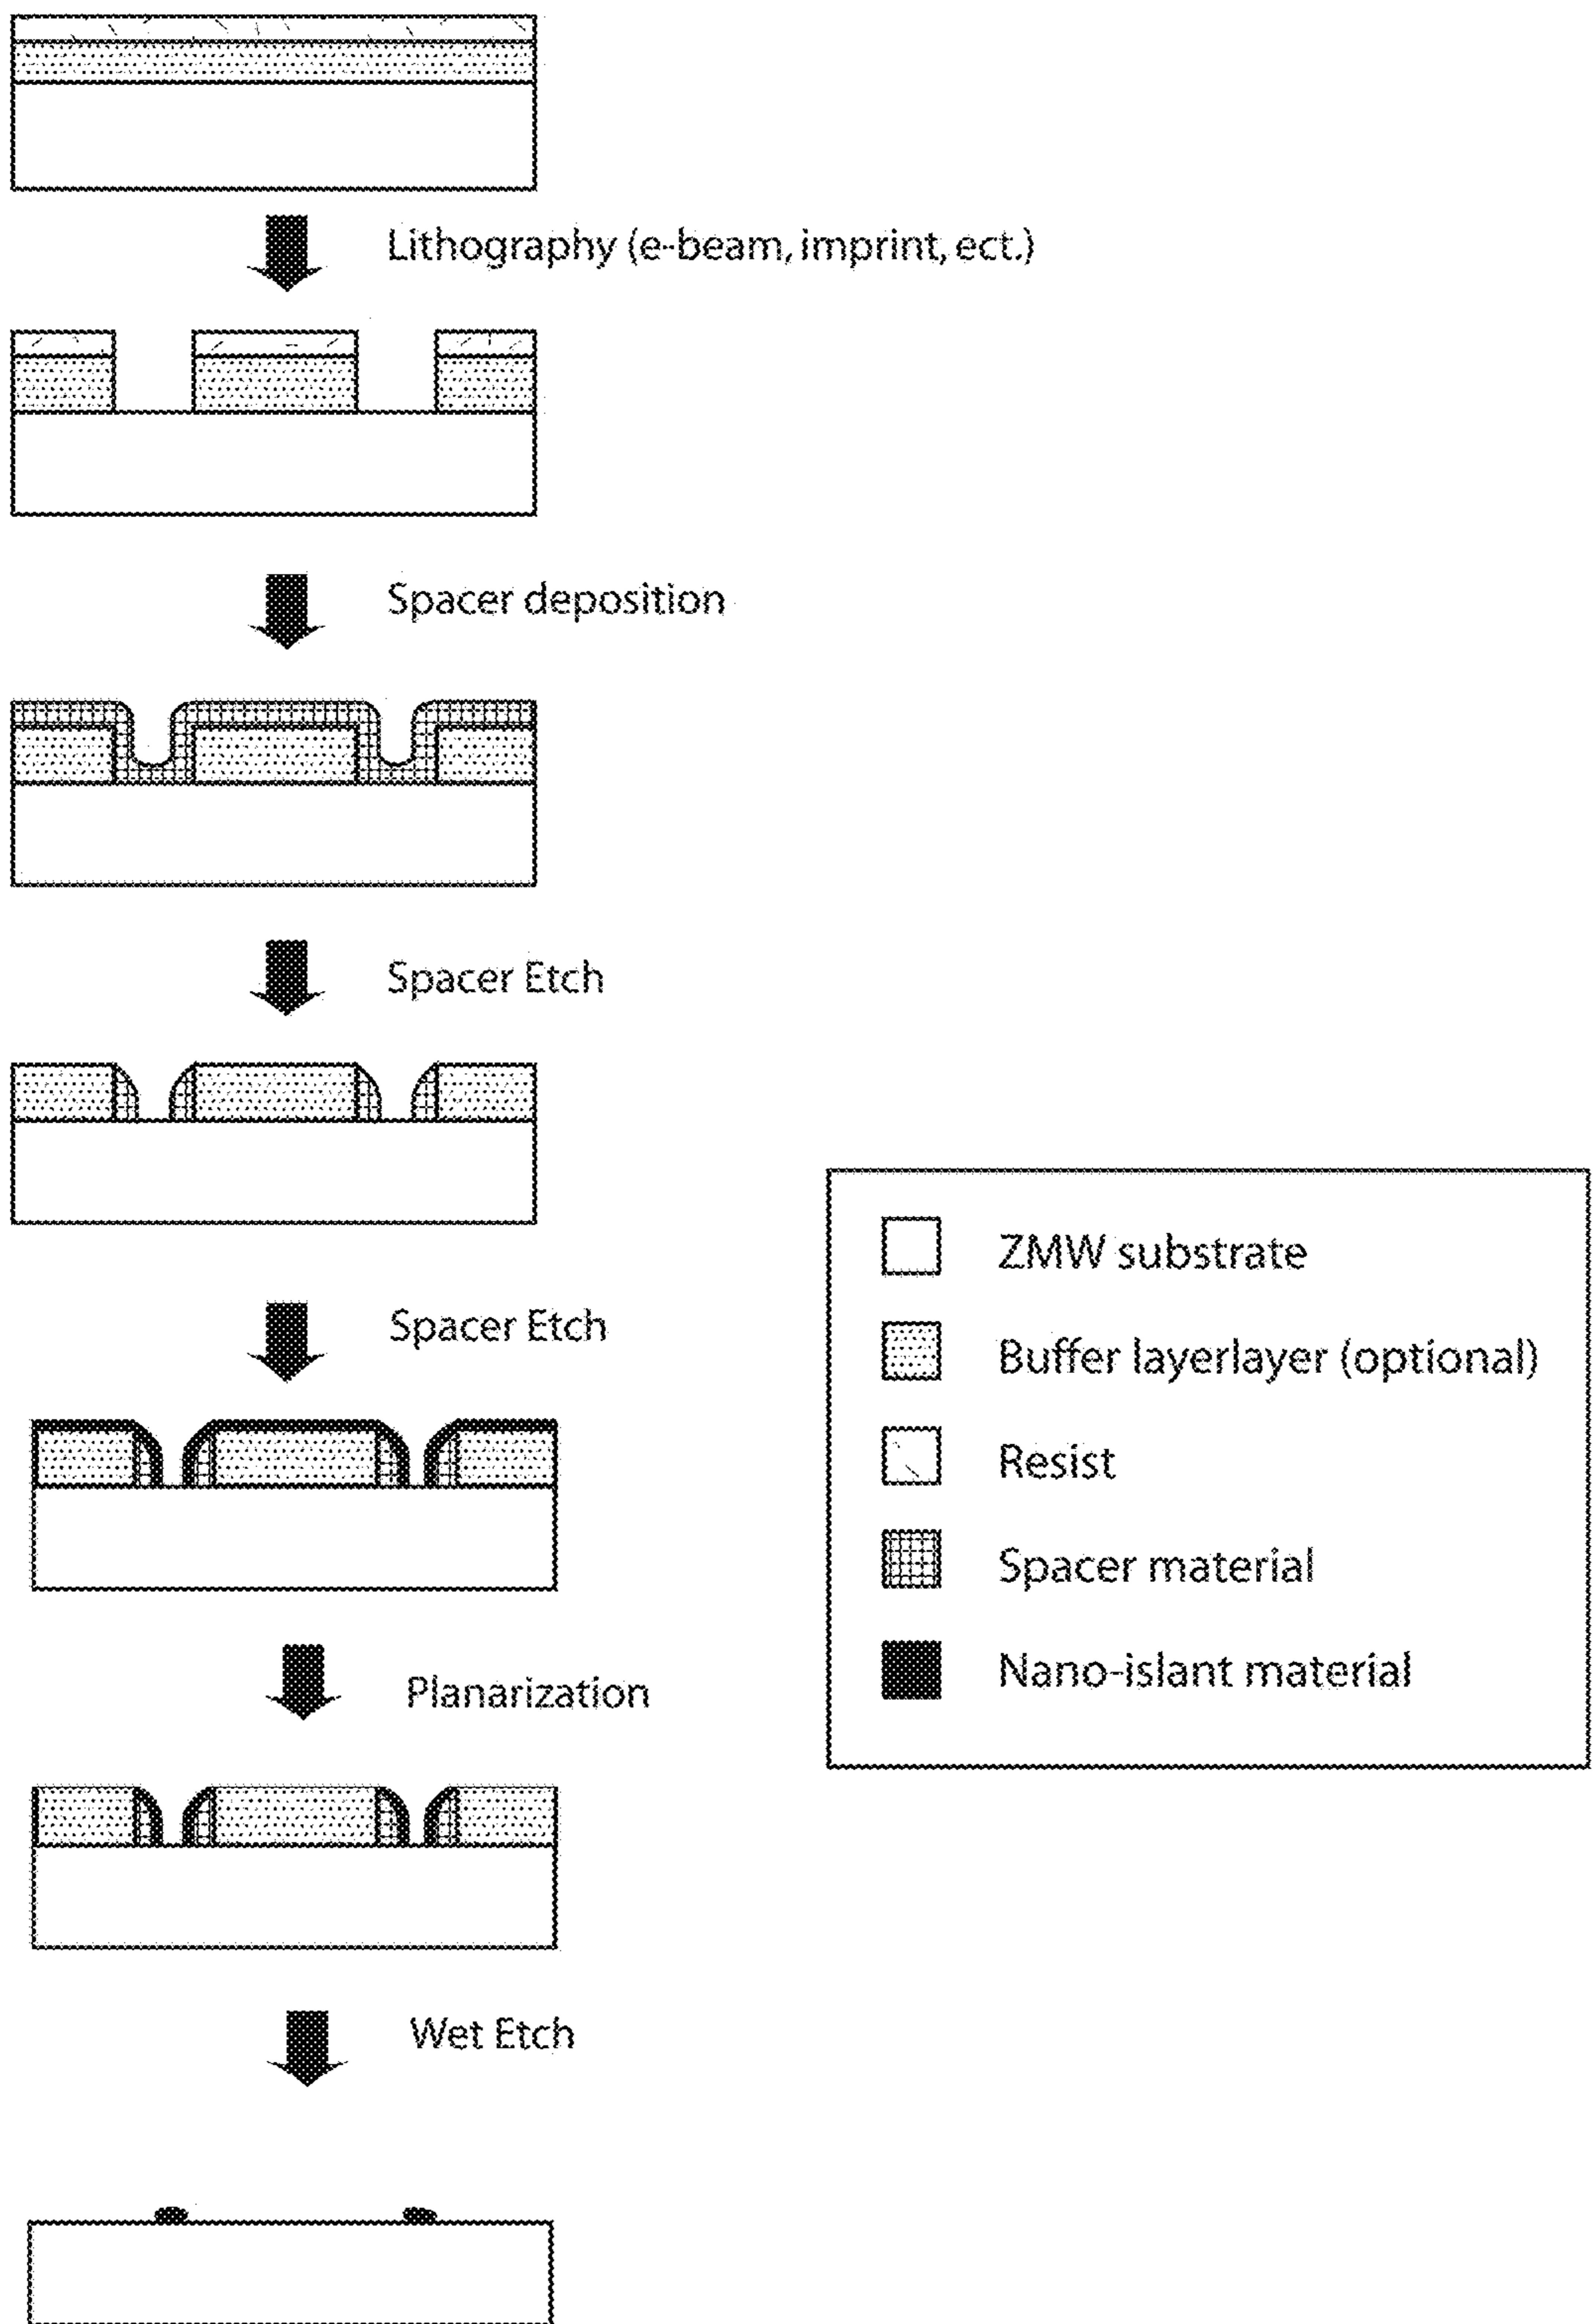 Lithography (e-beam, imprint, ect.)
Spacer deposition
Spacer Etch
Spacer Etch
Planarization
Wet Etch
ZMW substrate
Buffer layerlayer (optional)
Resist
Spacer material
Nano-islant material